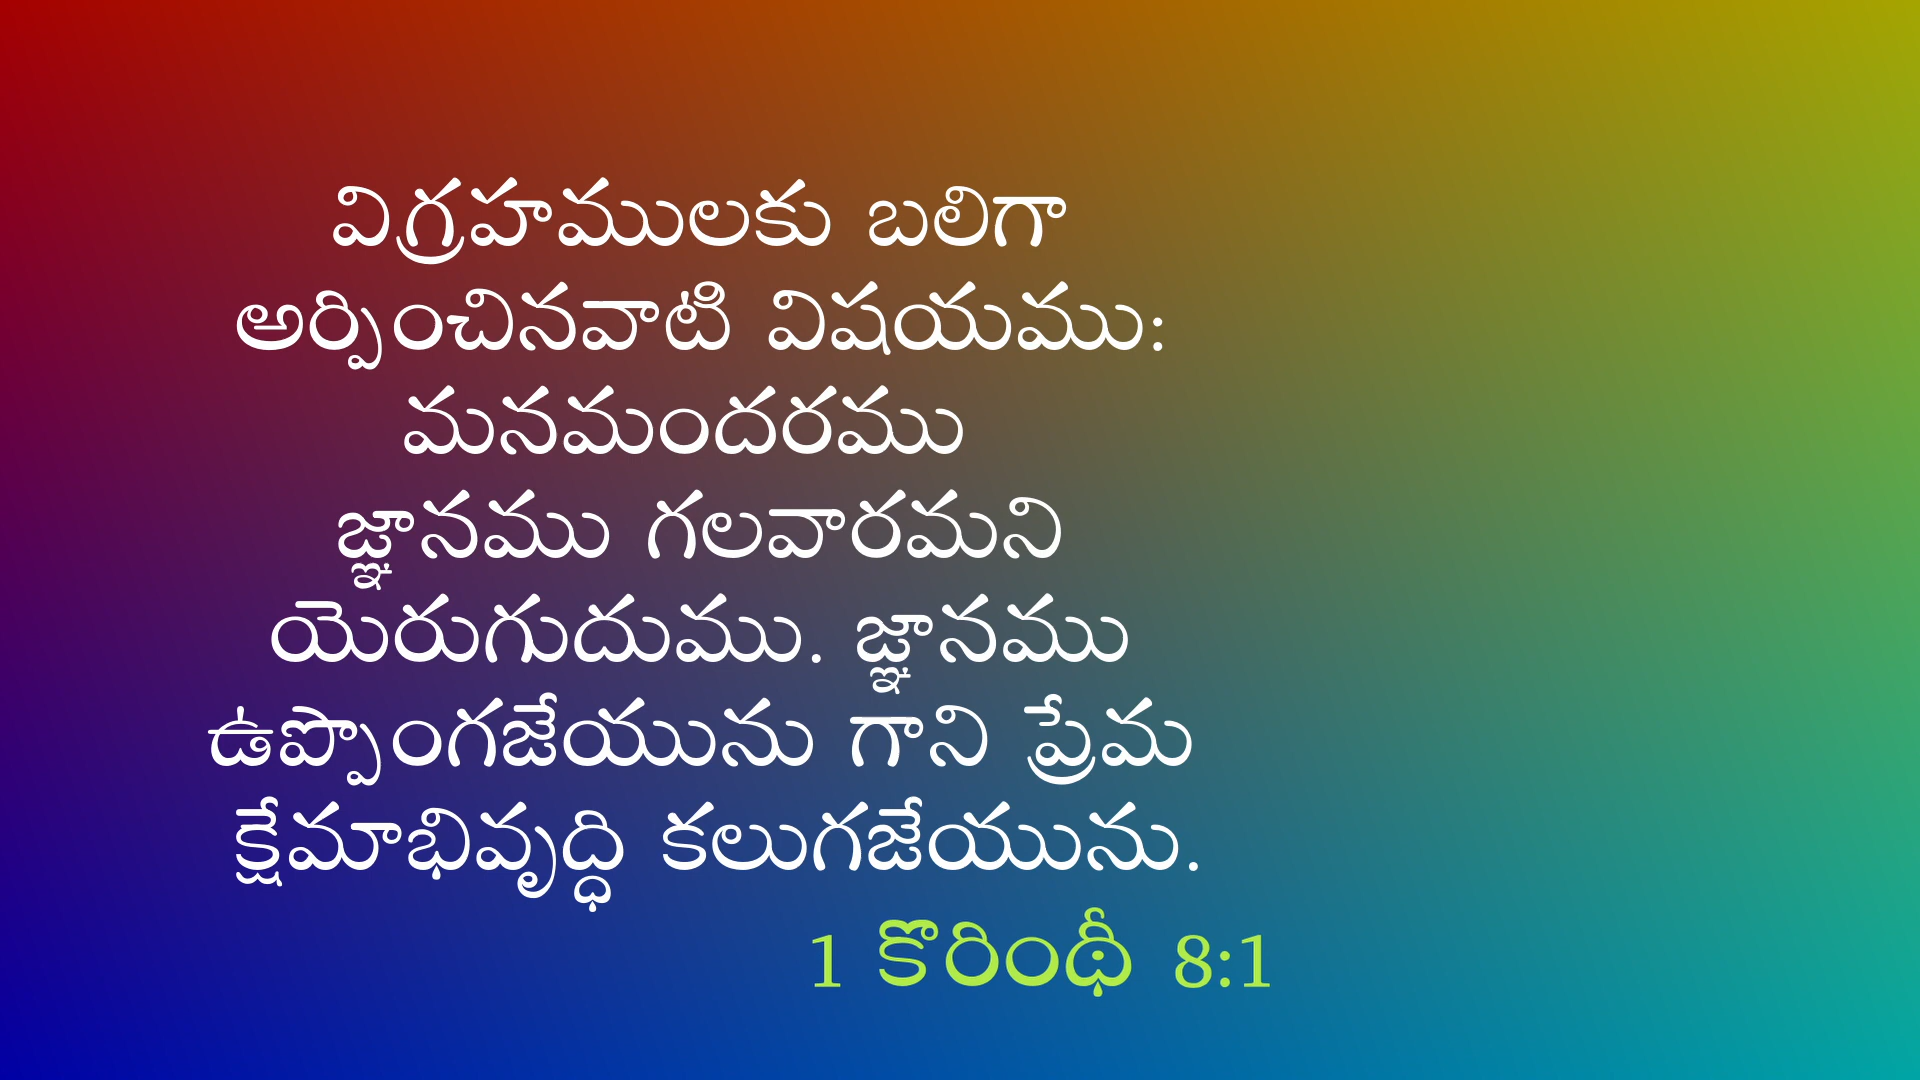 విగ్రహములకు బలిగా
అర్పించినవాటి విషయము:
మనమందరము
జ్ఞానము గలవారమని
యెరుగుదుము. జ్ఞానము
ఉప్పొంగజేయును గాని ప్రేమ
క్షేమాభివృద్ధి కలుగజేయును.
1 కొరింథీ 8:1